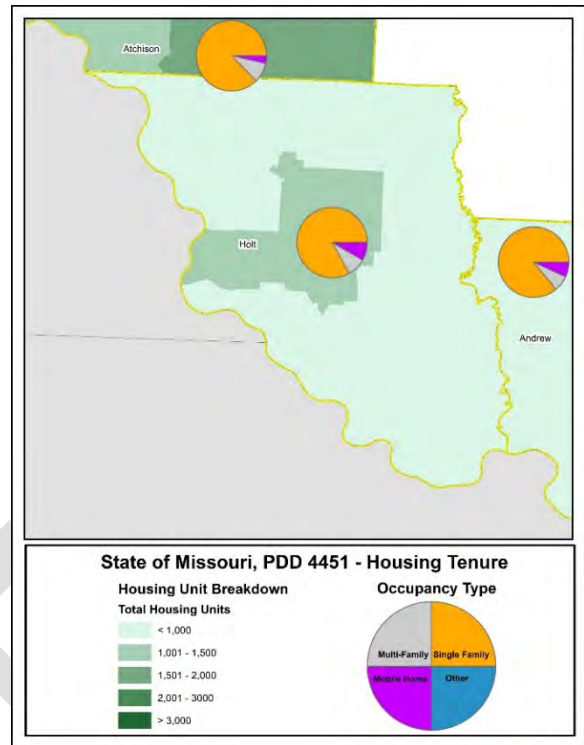 Atchison
Holt
Andrew
State of Missouri, PDD 4451 - Housing Tenure
Housing Unit Breakdown
Total Housing Units
< 1,000
1,001 - 1,500
1,501 - 2,000
2,001 - 3000
> 3,000
Occupancy Type
Multi-Family Single Family
Mobile Home Other